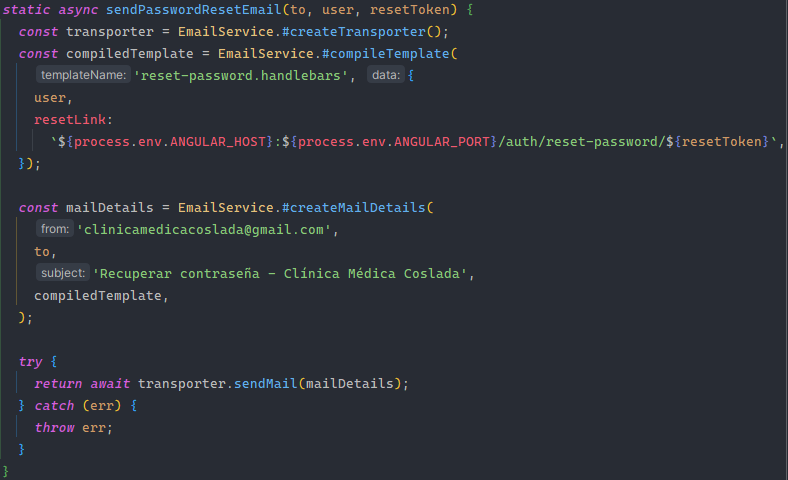 static async sendPasswordResetEmail(to, user, resetToken) {
const transporter = EmailService.#createTransporter();
const compiledTemplate = EmailService.#compileTemplate(
templateName: 'reset-password.handlebars', data: {
user,
resetLink:
`${process.env.ANGULAR_HOST}:${process.env.ANGULAR_PORT}/auth/reset-password/${resetToken}`,
});
const mailDetails = EmailService.#createMailDetails(
from: 'clinicamedicacoslada@gmail.com',
to,
subject: 'Recuperar contraseña - Clínica Médica Coslada',
compiledTemplate,
);
try {
return await transporter.sendMail(mailDetails);
} catch (err) {
throw err;
}
}